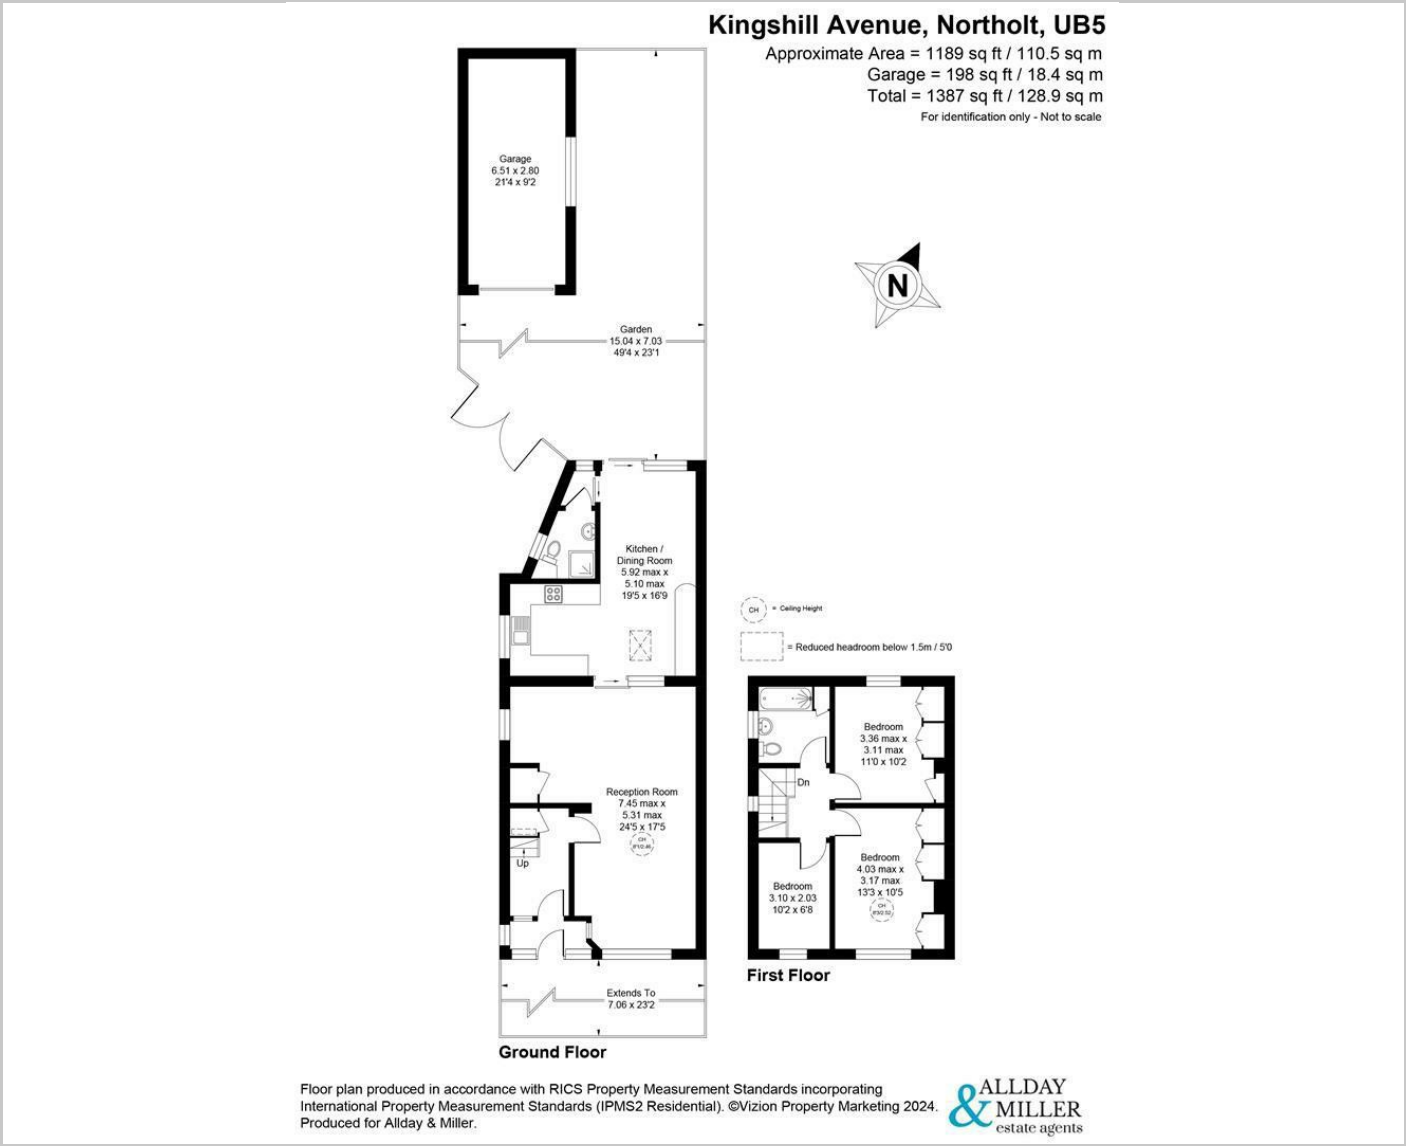 Kingshill Avenue, Northolt, UB5
Approximate Area = 1189 sq ft / 110.5 sq m
Garage = 198 sq ft / 18.4 sq m
Total = 1387 sq ft / 128.9 sq m
For identification only - Not to scale
Garage
6.51 x 2.80
21'4 x 9'2
N
Garden
15.04 x 7.03
49'4 x 23'1
Kitchen /
Dining Room
5.92 max x
5.10 max
19'5 x 16'9
CH = Ceiling Height
= Reduced headroom below 1.5m / 5'0
Reception Room
7.45 max x
5.31 max
24'5 x 17'5
CH
Up
Bedroom
3.36 max x
3.11 max
11'0 x 10'2
Dn
Bedroom
4.03 max x
3.17 max
13'3 x 10'5
CH
Bedroom
3.10 x 2.03
10'2 x 6'8
First Floor
Extends To
7.06 x 23'2
Ground Floor
Floor plan produced in accordance with RICS Property Measurement Standards incorporating
International Property Measurement Standards (IPMS2 Residential). ©Vizion Property Marketing 2024.
Produced for Allday & Miller.
ALLDAY
& MILLER
estate agents